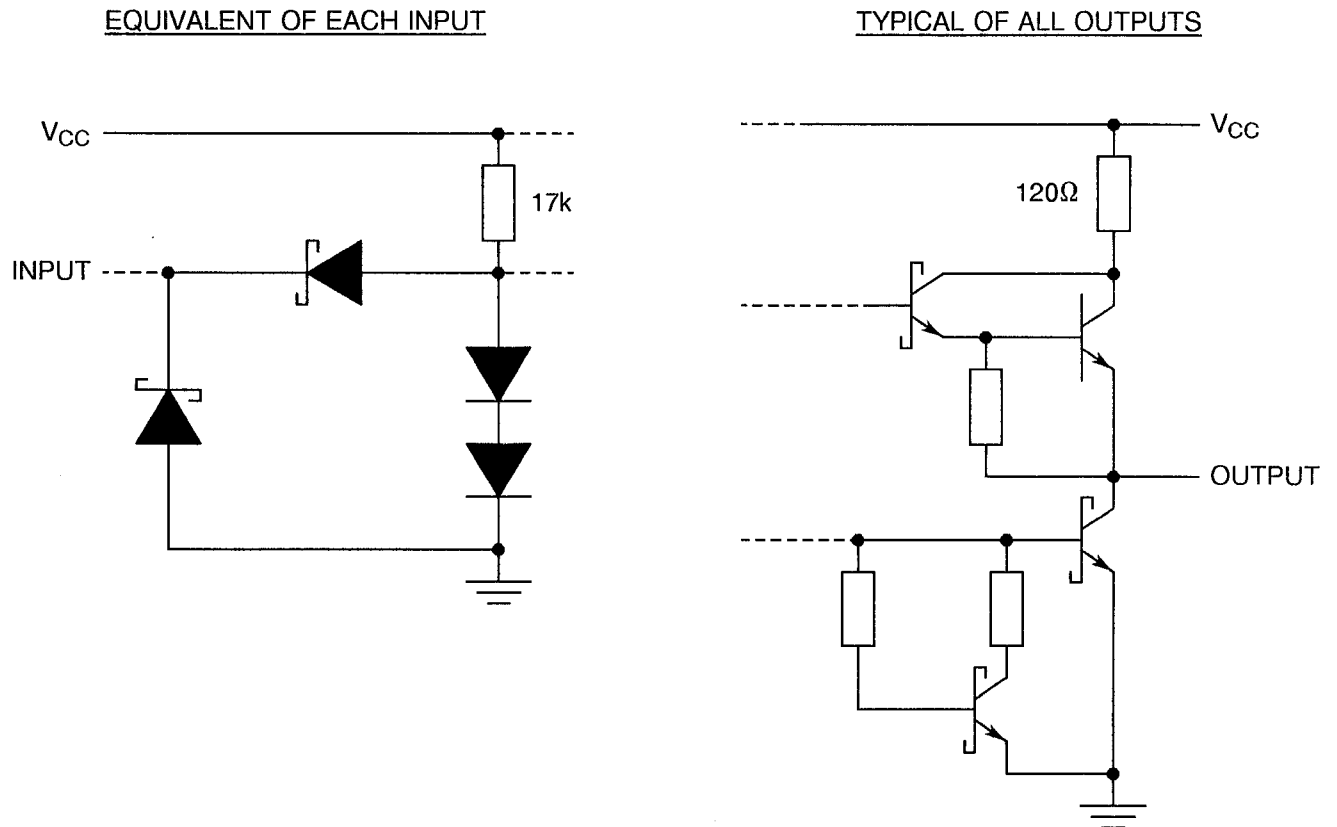 EQUIVALENT OF EACH INPUT
TYPICAL OF ALL OUTPUTS
VCC
17k
INPUT
VCC
120Ω
OUTPUT